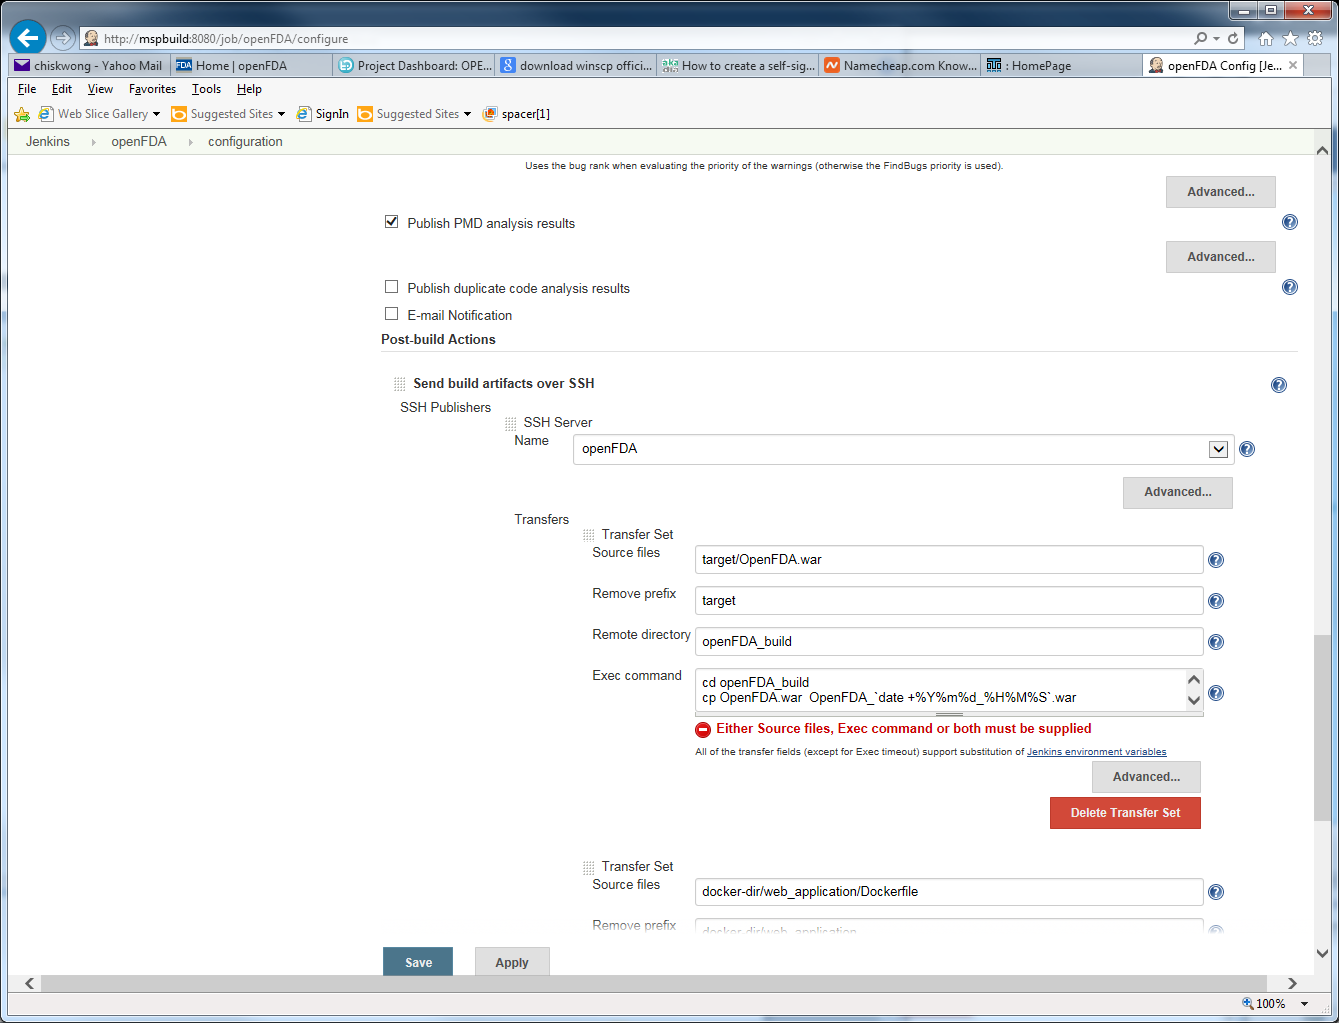 http://mspbuild:8080/job/openFDA/configure
chiskwong - Yahoo Mail
FDA Home | openFDA
Project Dashboard: OPE...
8 download winscp offici...
aka dia How to create a self-sig...
N Namecheap.com Know...
: HomePage
openFDA Config [Je...
File Edit View Favorites Tools Help
Web Slice Gallery Suggested Sites SignIn Suggested Sites spacer[1]
Jenkins openFDA configuration
Uses the bug rank when evaluating the priority of the warnings (otherwise the FindBugs priority is used).
Advanced...
Publish PMD analysis results
Advanced...
Publish duplicate code analysis results
E-mail Notification
Post-build Actions
Send build artifacts over SSH
SSH Publishers
SSH Server
Name
openFDA
Advanced...
Transfers
Transfer Set
Source files
target/OpenFDA.war
Remove prefix
target
Remote directory
openFDA_build
Exec command
cd openFDA_build
cp OpenFDA.war  OpenFDA_`date +%Y%m%d_%H%M%S`.war
Either Source files, Exec command or both must be supplied
All of the transfer fields (except for Exec timeout) support substitution of Jenkins environment variables
Advanced...
Delete Transfer Set
Transfer Set
Source files
docker-dir/web_application/Dockerfile
Remove prefix
docker-dir/web_application
Save Apply
100%